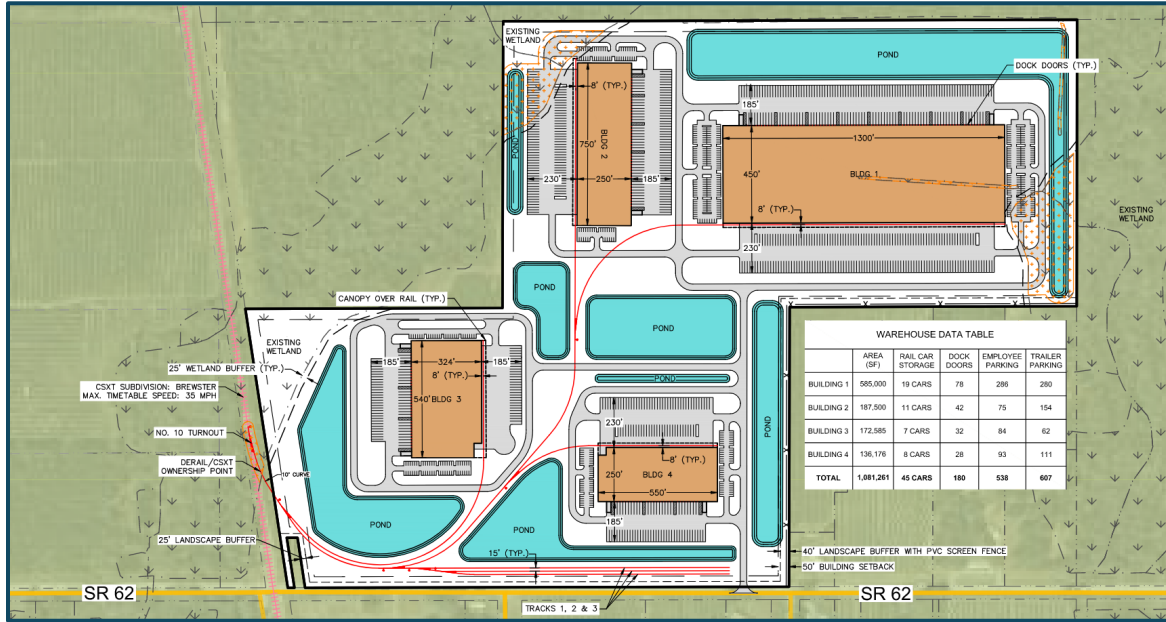 EXISTING
WETLAND
POND
DOCK DOORS (TYP.)
8' (TYP.)
185'
BLDG 2
750'
1300'
POND
230'
250'
185'
450'
BLDG 1
8' (TYP.)
230'
EXISTING
WETLAND
CANOPY OVER RAIL (TYP.)
POND
POND
EXISTING
WETLAND
25' WETLAND BUFFER (TYP.)
CSXT SUBDIVISION: BREWSTER
MAX. TIMETABLE SPEED: 35 MPH
185'
324'
185'
8' (TYP.)
540'
BLDG 3
POND
POND
NO. 10 TURNOUT
DERAIL/CSXT
OWNERSHIP POINT
10° CURVE
230'
8' (TYP.)
250'
BLDG 4
550'
185'
POND
POND
25' LANDSCAPE BUFFER
15' (TYP.)
40' LANDSCAPE BUFFER WITH PVC SCREEN FENCE
50' BUILDING SETBACK
TRACKS 1, 2 & 3
SR 62
SR 62
WAREHOUSE DATA TABLE
AREA (SF) RAIL CAR STORAGE DOCK DOORS EMPLOYEE PARKING TRAILER PARKING
BUILDING 1 585,000 19 CARS 78 286 280
BUILDING 2 187,500 11 CARS 42 75 154
BUILDING 3 172,585 7 CARS 32 84 62
BUILDING 4 136,176 8 CARS 28 93 111
TOTAL 1,081,261 45 CARS 180 538 607